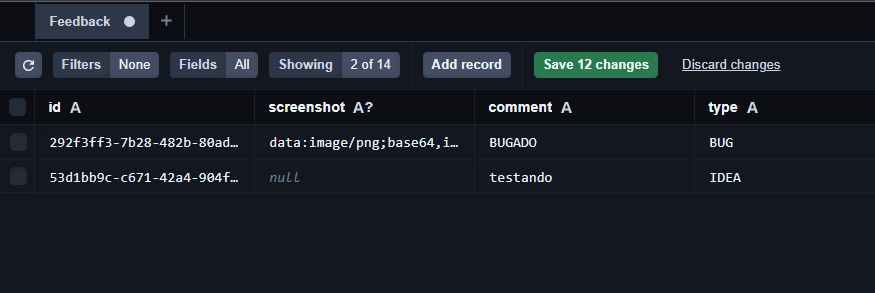 Feedback
Filters None Fields All Showing 2 of 14 Add record Save 12 changes Discard changes
id A screenshot A? comment A type A
292f3ff3-7b28-482b-80ad… data:image/png;base64,i… BUGADO BUG
53d1bb9c-c671-42a4-904f… null testando IDEA